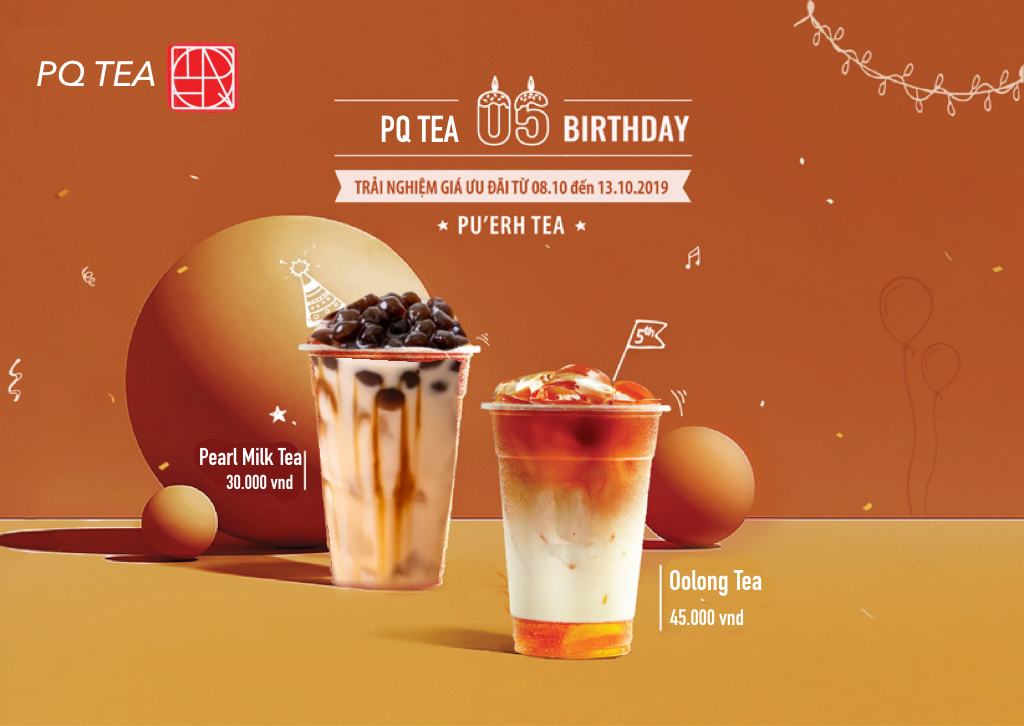 PQ TEA
PQ TEA 05 BIRTHDAY
TRẢI NGHIỆM GIÁ ƯU ĐÃI TỪ 08.10 đến 13.10.2019
★ PU'ERH TEA ★
5th
Pearl Milk Tea
30.000 vnd
Oolong Tea
45.000 vnd